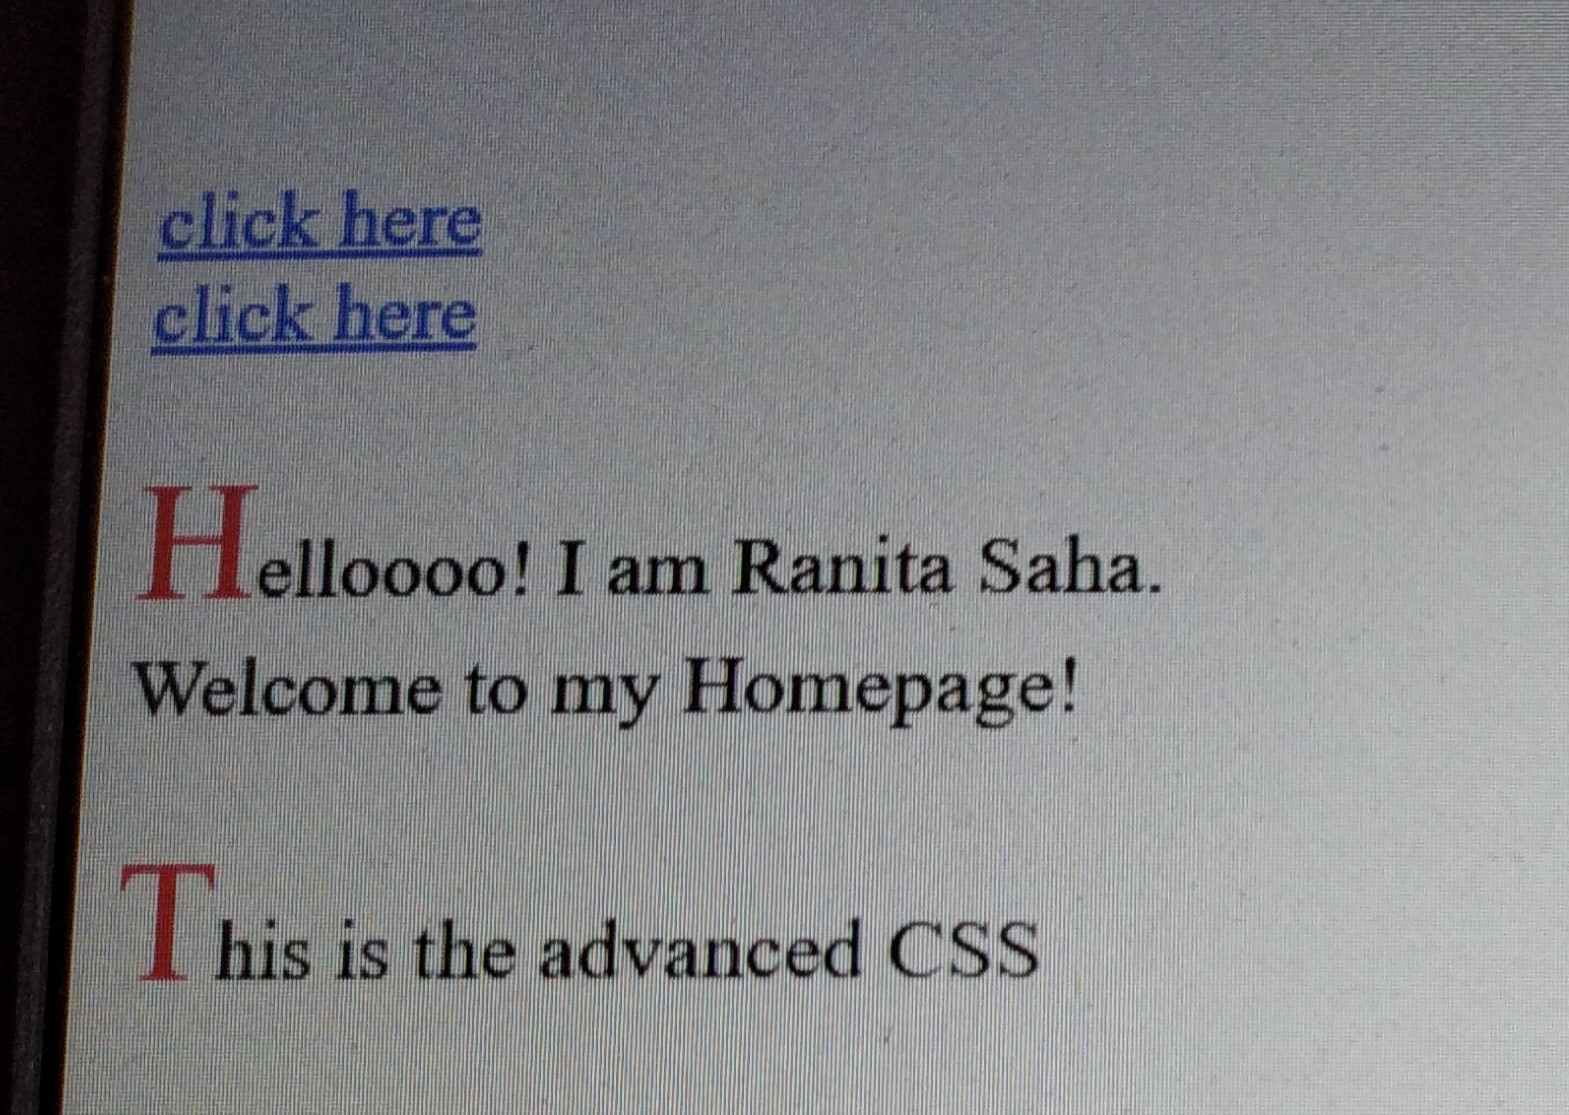 click here
click here
Helloooo! I am Ranita Saha.
Welcome to my Homepage!
This is the advanced CSS